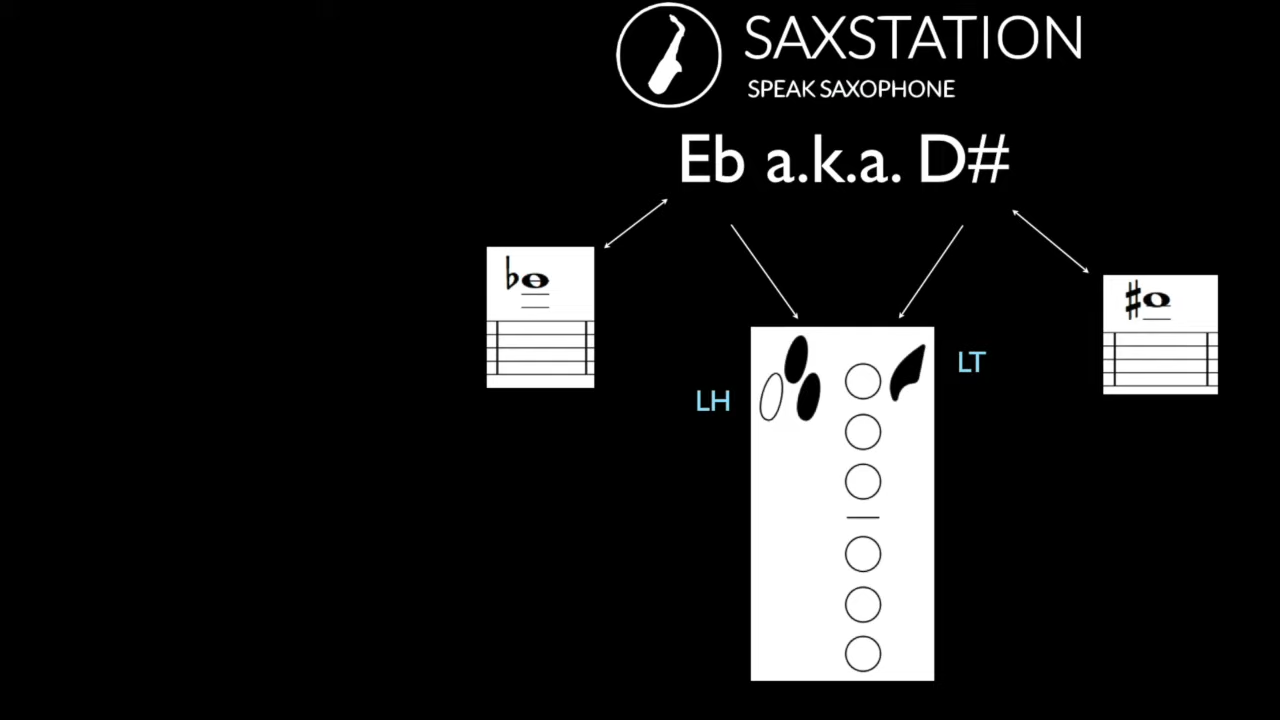 SAXSTATION
SPEAK SAXOPHONE
Eb a.k.a. D#
LH
LT